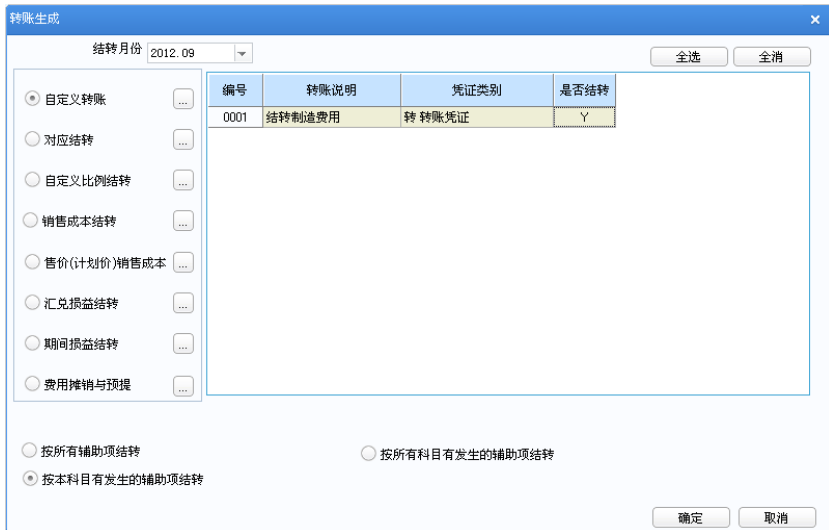 转账生成
结转月份 2012.09
全选 全消
编号 转账说明 凭证类别 是否结转
0001 结转制造费用 转 转账凭证 Y
自定义转账 ...
对应结转 ...
自定义比例结转 ...
销售成本结转 ...
售价(计划价)销售成本 ...
汇兑损益结转 ...
期间损益结转 ...
费用摊销与预提 ...
按所有辅助项结转 按所有科目有发生的辅助项结转
按本科目有发生的辅助项结转
确定 取消